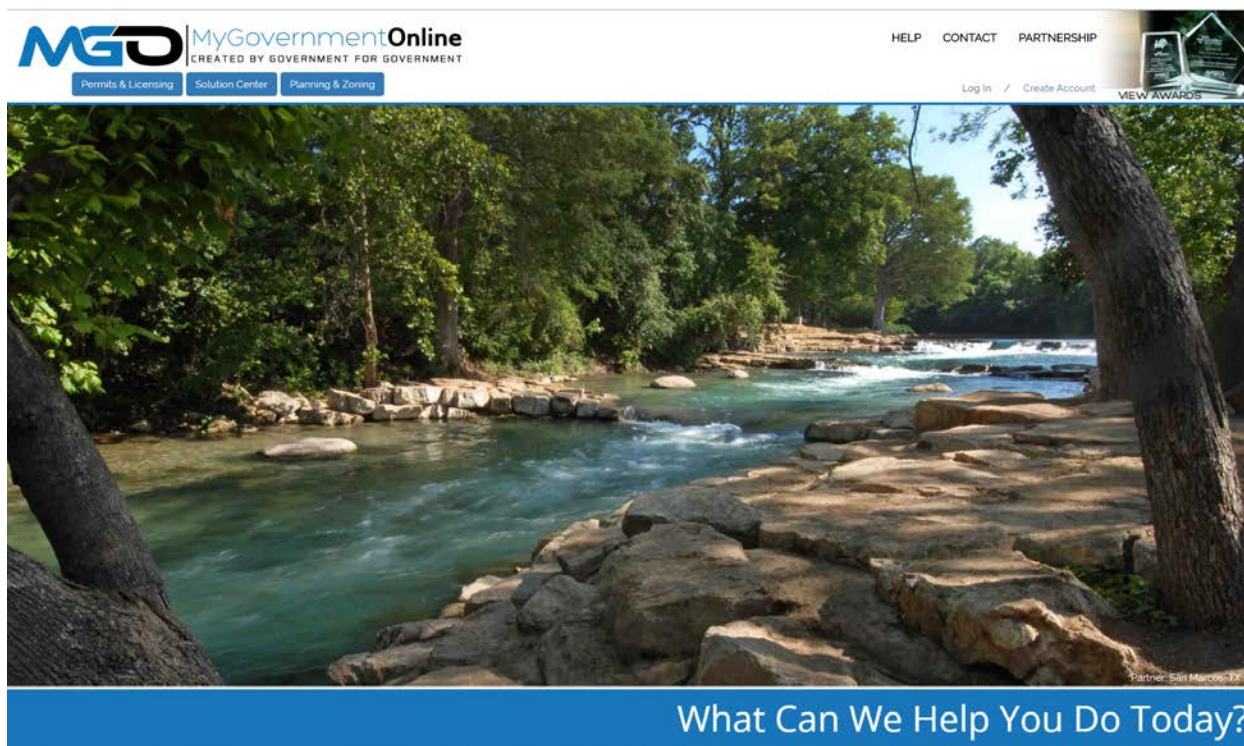 MGO
MyGovernmentOnline
CREATED BY GOVERNMENT FOR GOVERNMENT
HELP CONTACT PARTNERSHIP
Permits & Licensing Solution Center Planning & Zoning
Log In / Create Account
VIEW AWARDS
Partner: San Marcos, TX
What Can We Help You Do Today?